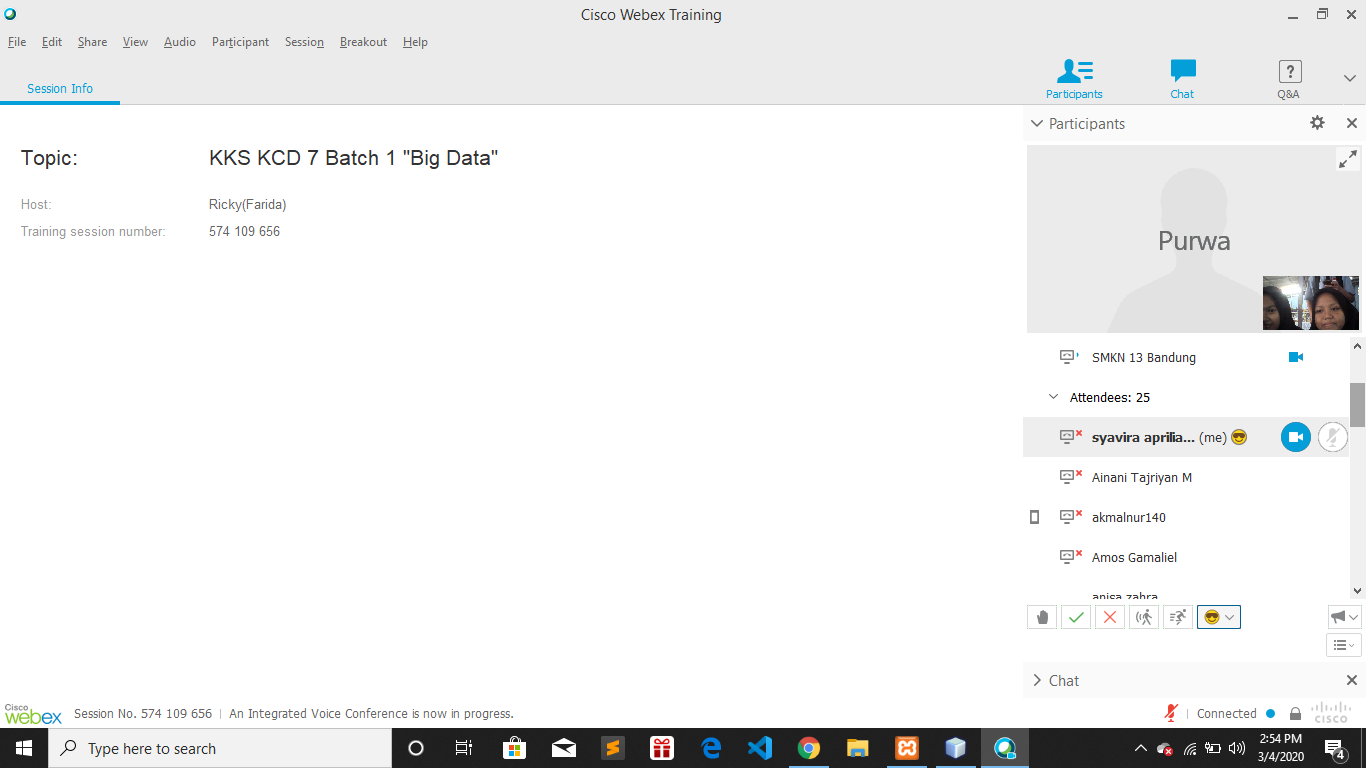 Cisco Webex Training
File Edit Share View Audio Participant Session Breakout Help
Session Info
Participants Chat Q&A
Participants
Topic: KKS KCD 7 Batch 1 "Big Data"
Host: Ricky(Farida)
Training session number: 574 109 656
Purwa
SMKN 13 Bandung
Attendees: 25
syavira aprilia... (me)
Ainani Tajriyan M
akmalnur140
Amos Gamaliel
anisa zahra
Chat
Cisco webex Session No. 574 109 656 | An Integrated Voice Conference is now in progress. Connected cisco
Type here to search
2:54 PM
3/4/2020
4